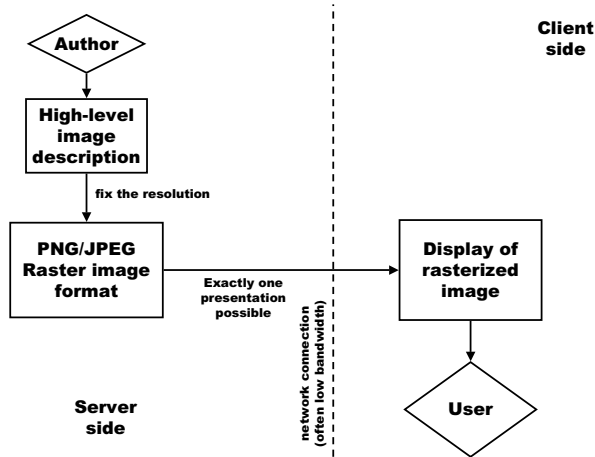 Author
Client
side
High-level
image
description
fix the resolution
PNG/JPEG
Raster image
format
Exactly one
presentation
possible
Display of
rasterized
image
network connection
(often low bandwidth)
Server
side
User